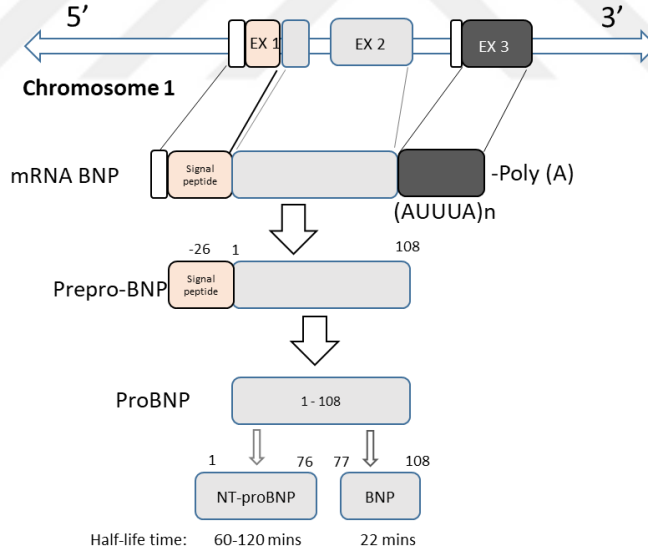 5’ 3’
EX 1 EX 2 EX 3
Chromosome 1
mRNA BNP
Signal
peptide
-Poly (A)
(AUUUA)n
-26 1 108
Prepro-BNP
Signal
peptide
ProBNP
1 - 108
1 76 77 108
NT-proBNP BNP
Half-life time: 60-120 mins 22 mins